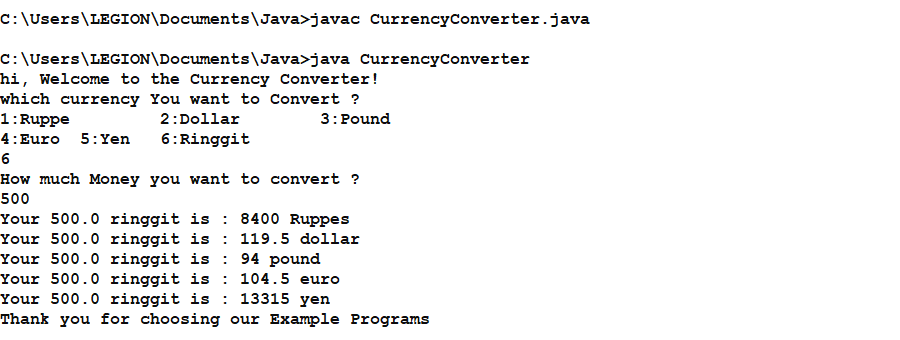 C:\Users\LEGION\Documents\Java>javac CurrencyConverter.java
C:\Users\LEGION\Documents\Java>java CurrencyConverter
hi, Welcome to the Currency Converter!
which currency You want to Convert ?
1:Ruppe 2:Dollar 3:Pound
4:Euro 5:Yen 6:Ringgit
6
How much Money you want to convert ?
500
Your 500.0 ringgit is : 8400 Ruppes
Your 500.0 ringgit is : 119.5 dollar
Your 500.0 ringgit is : 94 pound
Your 500.0 ringgit is : 104.5 euro
Your 500.0 ringgit is : 13315 yen
Thank you for choosing our Example Programs